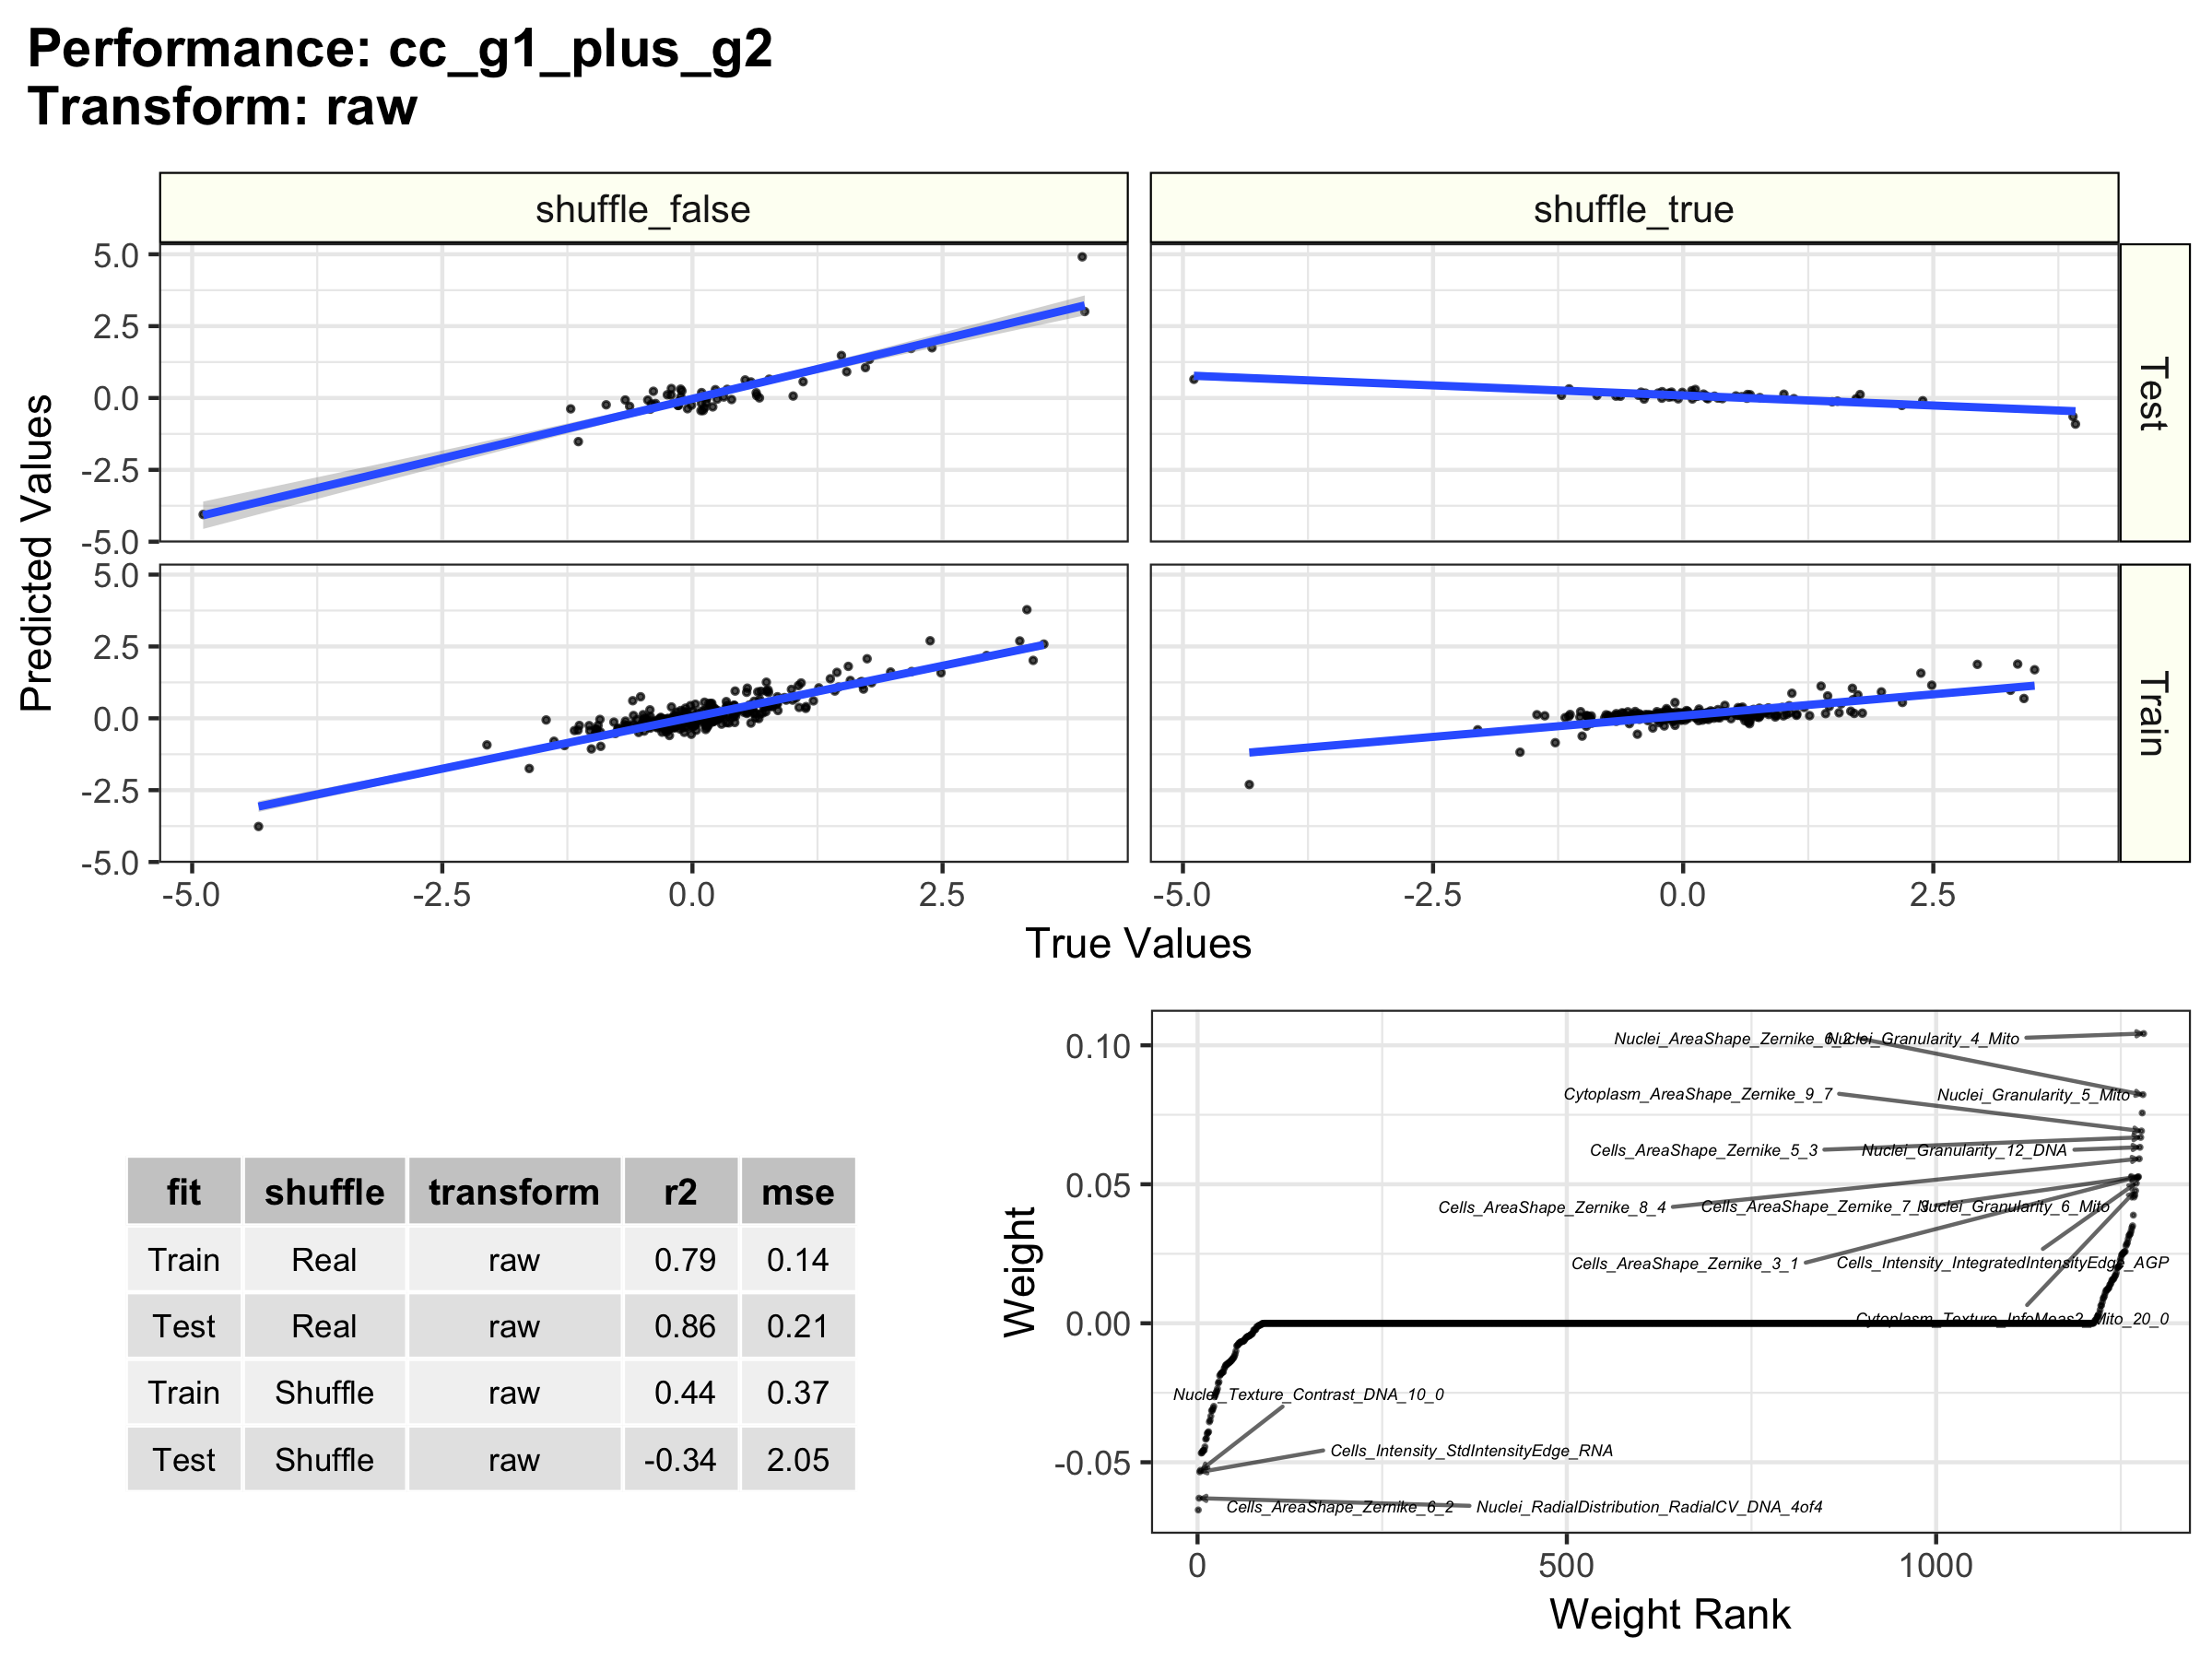 Performance: cc_g1_plus_g2
Transform: raw
shuffle_false
shuffle_true
5.0
2.5
0.0
-2.5
-5.0
Test
5.0
2.5
0.0
-2.5
-5.0
Train
Predicted Values
-5.0 -2.5 0.0 2.5
-5.0 -2.5 0.0 2.5
True Values
fit shuffle transform r2 mse
Train Real raw 0.79 0.14
Test Real raw 0.86 0.21
Train Shuffle raw 0.44 0.37
Test Shuffle raw -0.34 2.05
Weight
0.10
0.05
0.00
-0.05
Nuclei_AreaShape_Zernike_6_2
Nuclei_Granularity_4_Mito
Cytoplasm_AreaShape_Zernike_9_7
Nuclei_Granularity_5_Mito
Cells_AreaShape_Zernike_5_3
Nuclei_Granularity_12_DNA
Cells_AreaShape_Zernike_8_4
Nuclei_Granularity_6_Mito
Cells_AreaShape_Zernike_3_1
Cells_Intensity_IntegratedIntensityEdge_AGP
Cytoplasm_Texture_InfoMeas2_Mito_20_0
Nuclei_Texture_Contrast_DNA_10_0
Cells_Intensity_StdIntensityEdge_RNA
Cells_AreaShape_Zernike_6_2
Nuclei_RadialDistribution_RadialCV_DNA_4of4
0 500 1000
Weight Rank